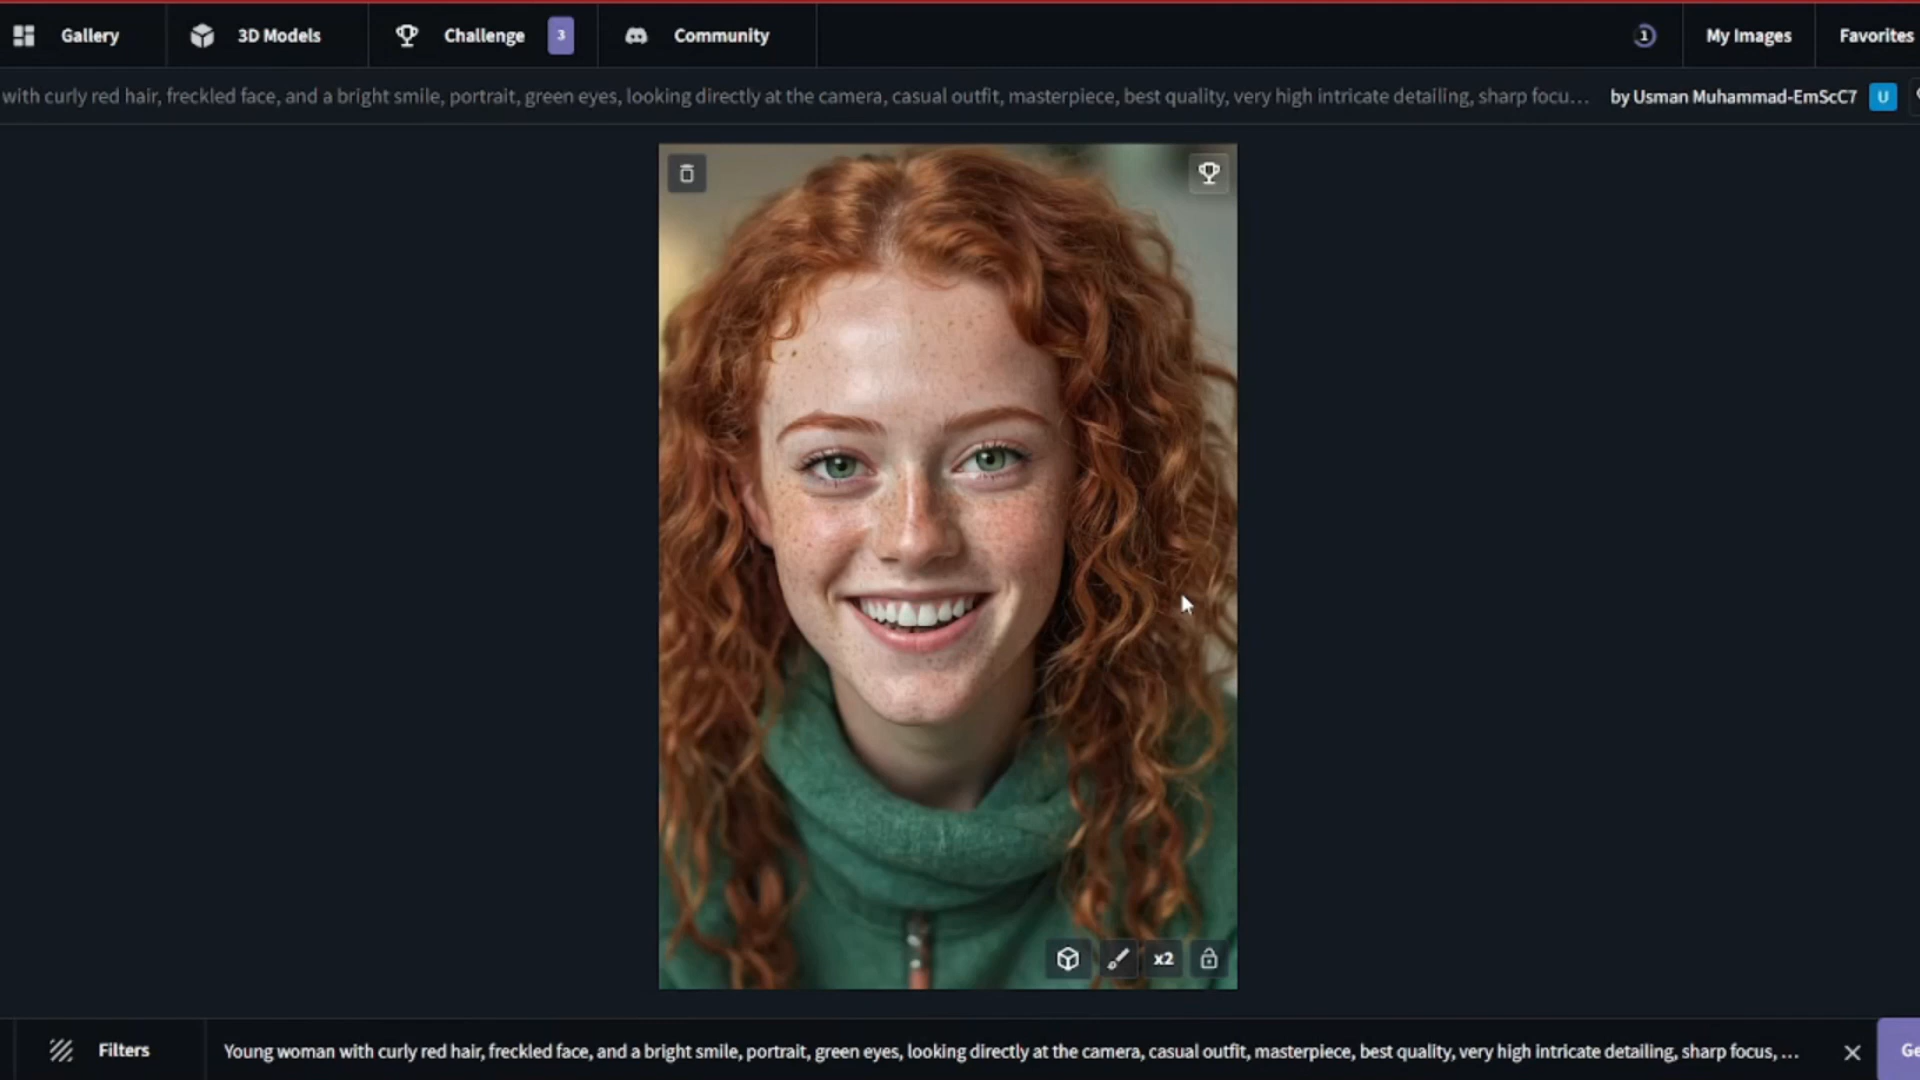 Gallery 3D Models Challenge 3 Community 1 My Images Favorites
with curly red hair, freckled face, and a bright smile, portrait, green eyes, looking directly at the camera, casual outfit, masterpiece, best quality, very high intricate detailing, sharp focu... by Usman Muhammad-EmScC7 U
x2
Filters Young woman with curly red hair, freckled face, and a bright smile, portrait, green eyes, looking directly at the camera, casual outfit, masterpiece, best quality, very high intricate detailing, sharp focus, ... Ge